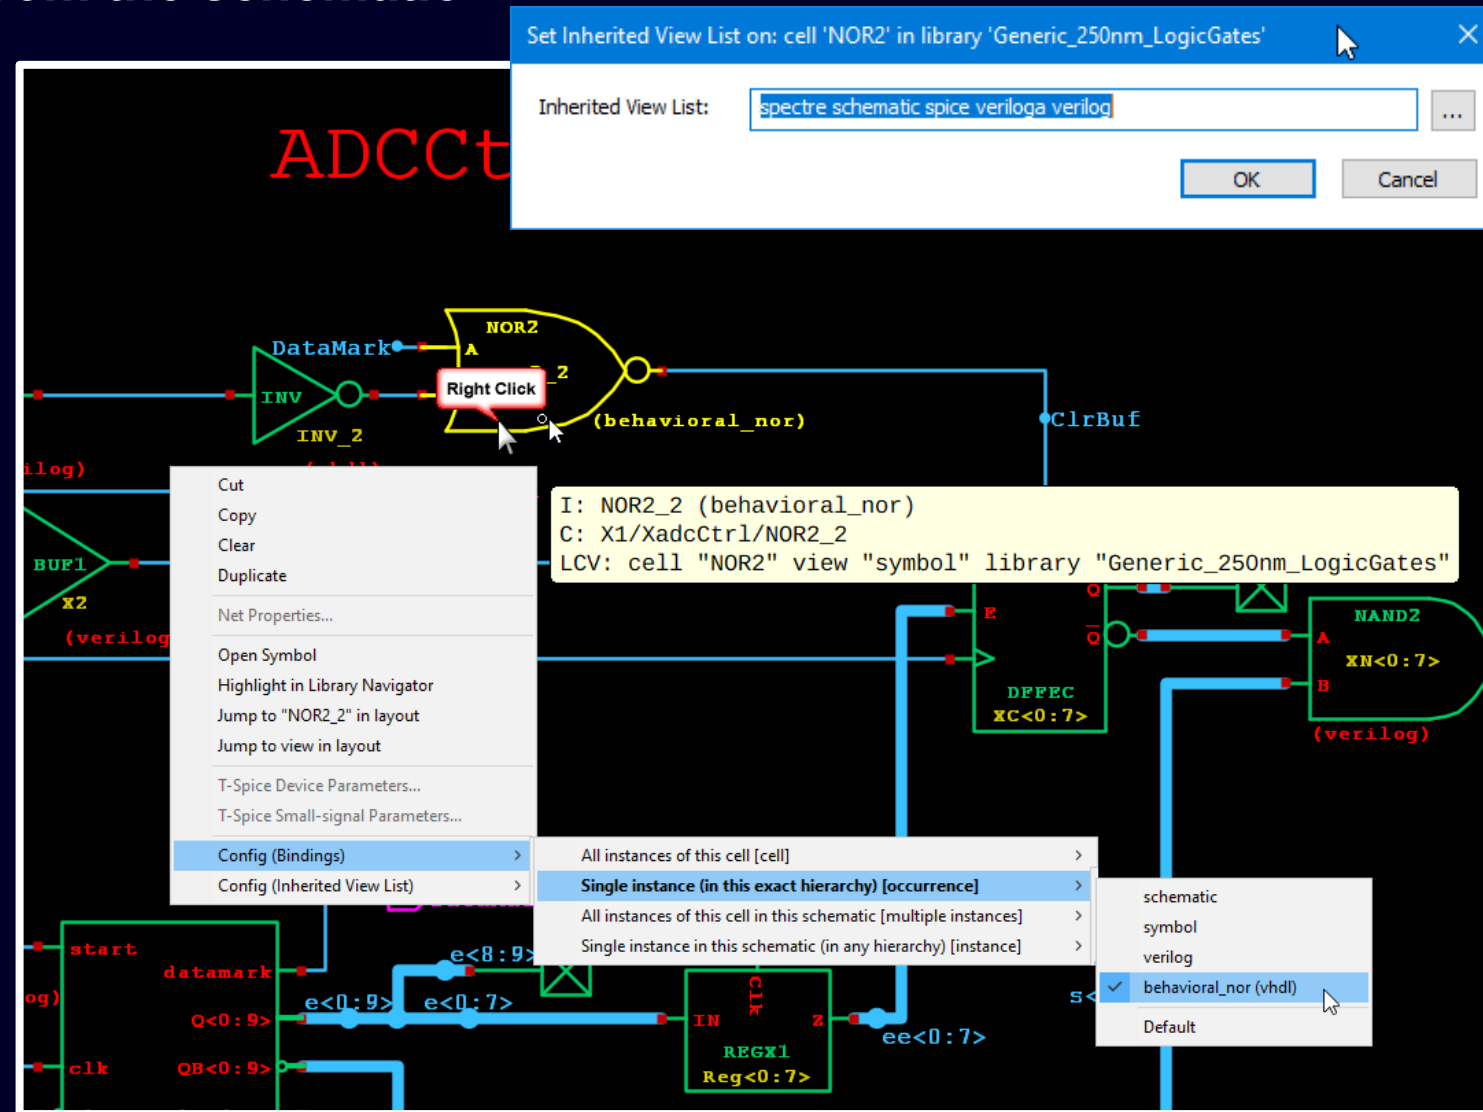 from the schematic
Set Inherited View List on: cell 'NOR2' in library 'Generic_250nm_LogicGates'
Inherited View List:
spectre schematic spice veriloga verilog
...
OK
Cancel
ADCCt
NOR2
DataMark
A
_2
Right Click
INV
INV_2
(behavioral_nor)
ClrBuf
ilog)
I: NOR2_2 (behavioral_nor)
C: X1/XadcCtrl/NOR2_2
LCV: cell "NOR2" view "symbol" library "Generic_250nm_LogicGates"
BUF1
X2
(verilog
Cut
Copy
Clear
Duplicate
Net Properties...
Open Symbol
Highlight in Library Navigator
Jump to "NOR2_2" in layout
Jump to view in layout
T-Spice Device Parameters...
T-Spice Small-signal Parameters...
Config (Bindings)
Config (Inherited View List)
Q
E
Q
DFFEC
XC<0:7>
NAND2
A
XN<0:7>
B
(verilog)
All instances of this cell [cell]
Single instance (in this exact hierarchy) [occurrence]
All instances of this cell in this schematic [multiple instances]
Single instance in this schematic (in any hierarchy) [instance]
schematic
symbol
verilog
behavioral_nor (vhdl)
Default
start
datamark
og)
Q<0:9>
clk
QB<0:9>
e<8:9>
e<0:9>
e<0:7>
Clk
IN
Z
REGX1
Reg<0:7>
ee<0:7>
s<